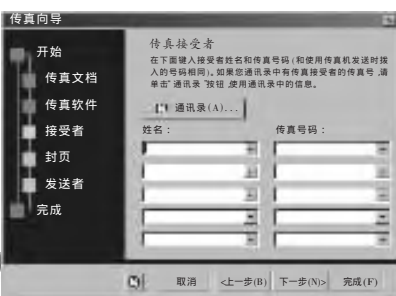 传真向导
开始
传真文档
传真软件
接受者
封页
发送者
完成
传真接受者
在下面键入接受者姓名和传真号码(和使用传真机发送时拨
入的号码相同)。如果您通讯录中有传真接受者的传真号,请
单击“通讯录”按钮,使用通讯录中的信息。
通讯录(A)...
姓名: 传真号码:
取消 <上一步(B) 下一步(N)> 完成(F)